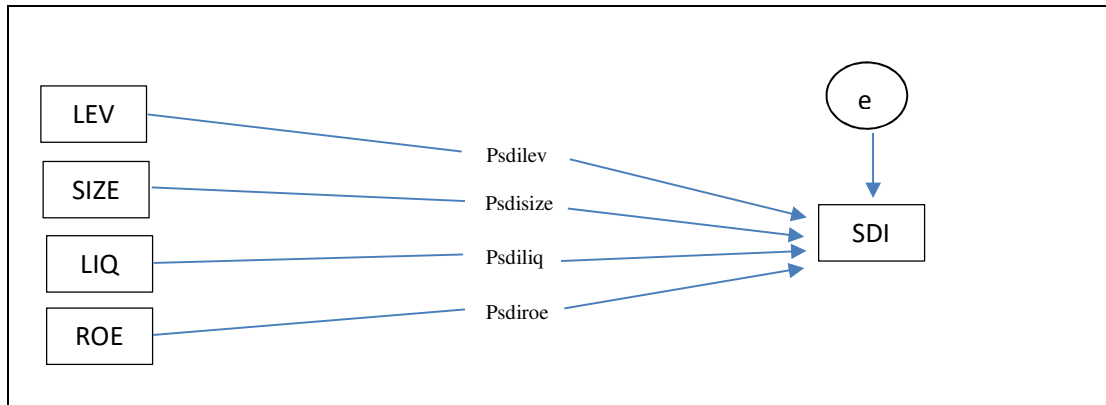 LEV
SIZE
LIQ
ROE
Psdilev
Psdisize
Psdiliq
Psdiroe
e
SDI